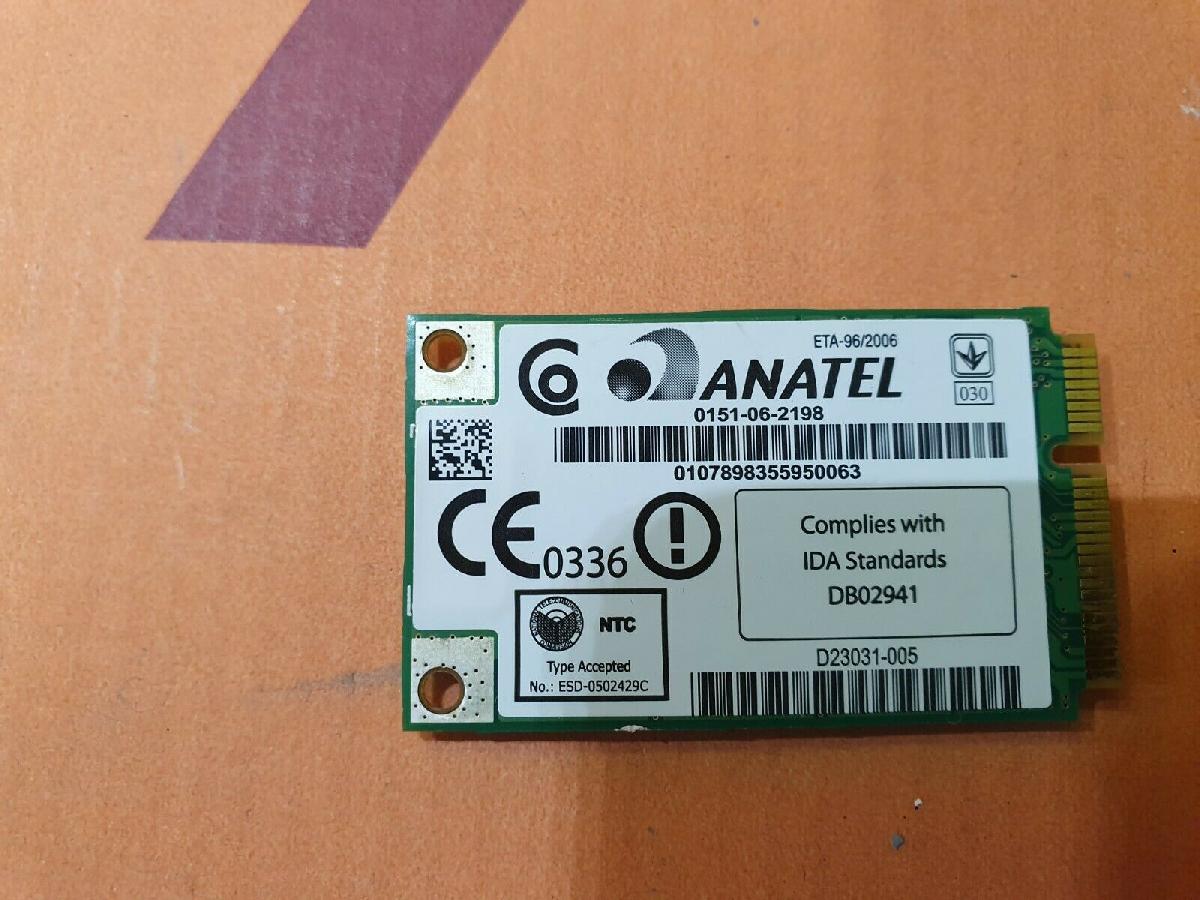 ETA-96/2006
ANATEL
030
0151-06-2198
0107898355950063
CE0336
!
Complies with
IDA Standards
DB02941
NTC
Type Accepted
No.: ESD-0502429C
D23031-005